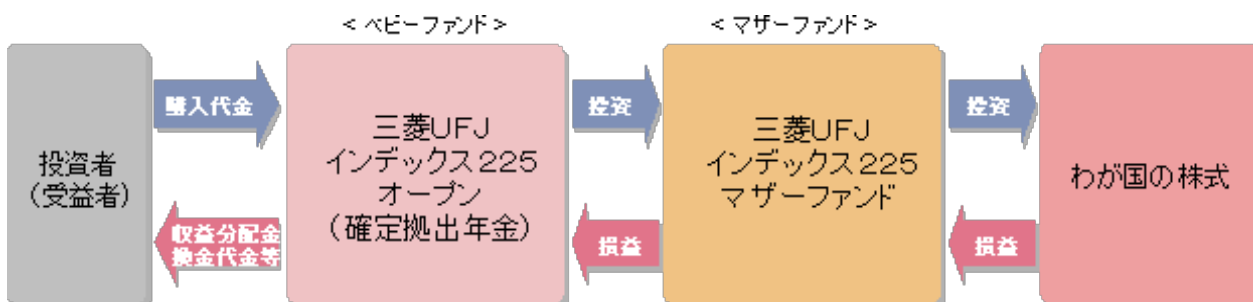 ＜ベビーファンド＞
＜マザーファンド＞
投資者
（受益者）
購入代金
収益分配金
換金代金等
三菱ＵＦＪ
インデックス２２５
オープン
（確定拠出年金）
投資
損益
三菱ＵＦＪ
インデックス２２５
マザーファンド
投資
損益
わが国の株式